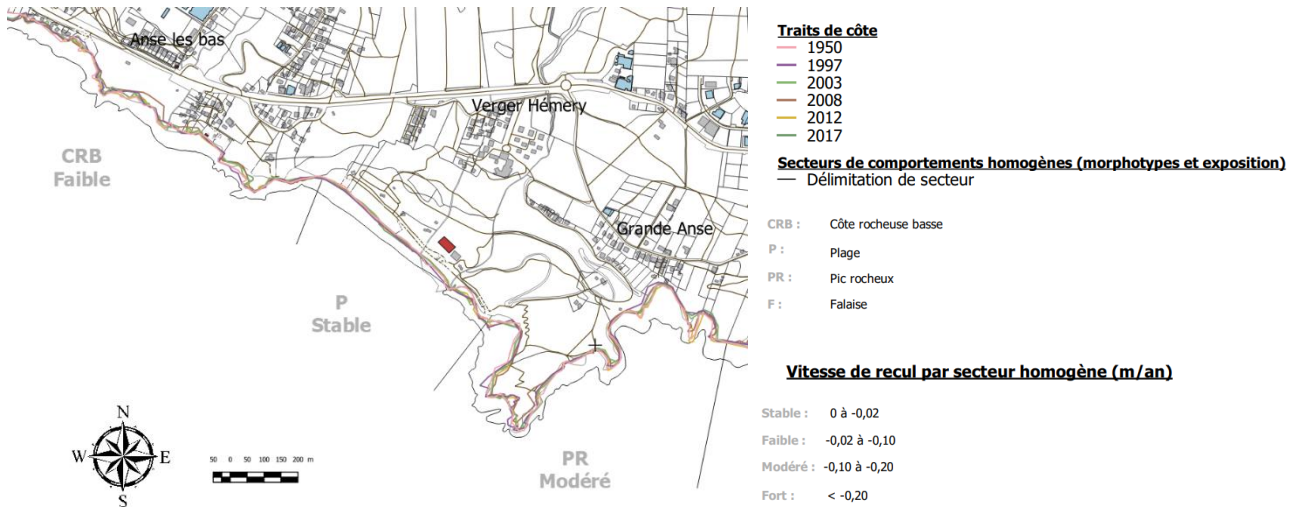 Anse les bas
Verger Hémery
Grande Anse
CRB
Faible
P
Stable
PR
Modéré
N
W
E
S
50 0 50 100 150 200 m
Traits de côte
1950
1997
2003
2008
2012
2017
Secteurs de comportements homogènes (morphotypes et exposition)
Délimitation de secteur
CRB : Côte rocheuse basse
P : Plage
PR : Pic rocheux
F : Falaise
Vitesse de recul par secteur homogène (m/an)
Stable : 0 à -0,02
Faible : -0,02 à -0,10
Modéré : -0,10 à -0,20
Fort : < -0,20